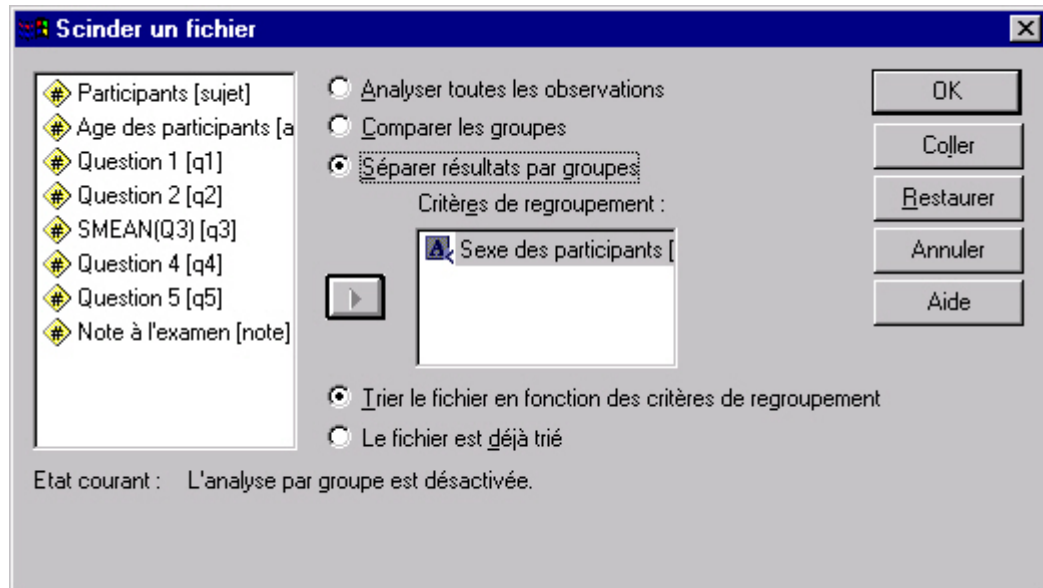 Scinder un fichier
Participants [sujet]
Age des participants [a
Question 1 [q1]
Question 2 [q2]
SMEAN(Q3) [q3]
Question 4 [q4]
Question 5 [q5]
Note à l'examen [note]
Analyser toutes les observations
Comparer les groupes
Séparer résultats par groupes
Critères de regroupement :
Sexe des participants [
Trier le fichier en fonction des critères de regroupement
Le fichier est déjà trié
OK
Coller
Restaurer
Annuler
Aide
Etat courant : L'analyse par groupe est désactivée.